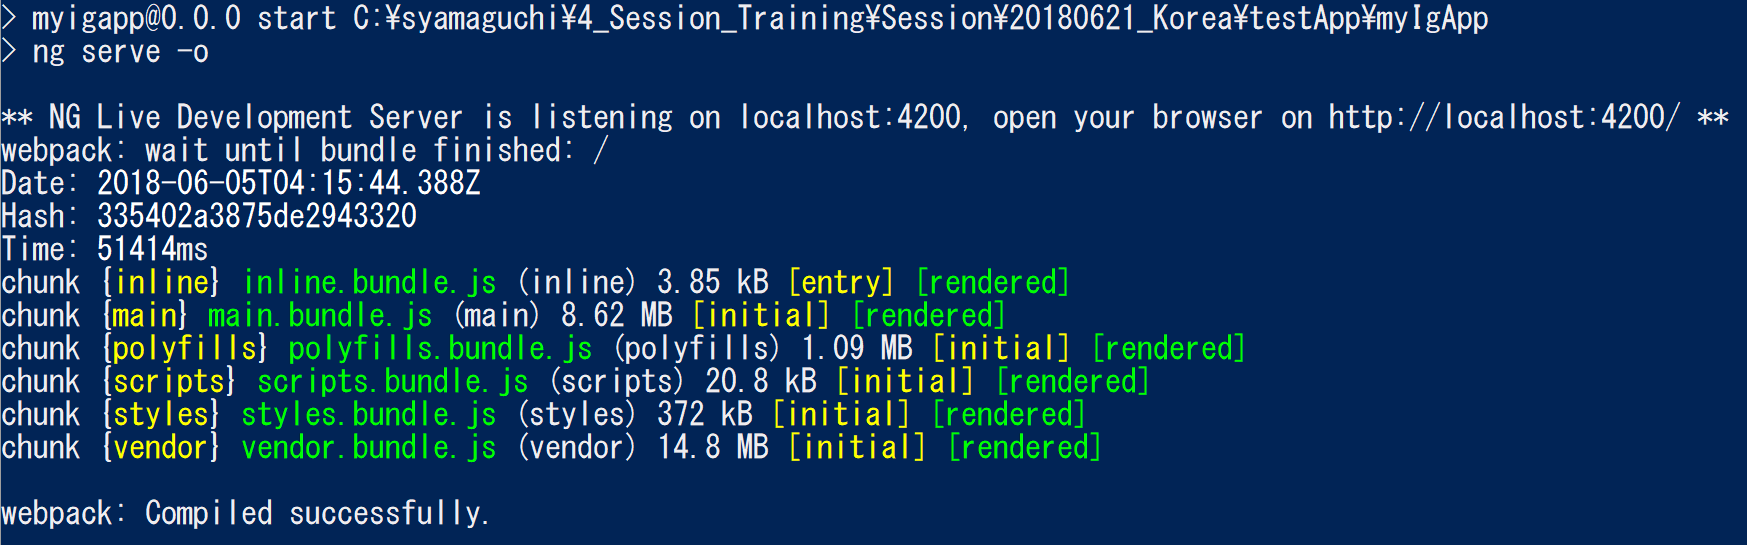 > myigapp@0.0.0 start C:¥syamaguchi¥4_Session_Training¥Session¥20180621_Korea¥testApp¥myIgApp
> ng serve -o
** NG Live Development Server is listening on localhost:4200, open your browser on http://localhost:4200/ **
webpack: wait until bundle finished: /
Date: 2018-06-05T04:15:44.388Z
Hash: 335402a3875de2943320
Time: 51414ms
chunk {inline} inline.bundle.js (inline) 3.85 kB [entry] [rendered]
chunk {main} main.bundle.js (main) 8.62 MB [initial] [rendered]
chunk {polyfills} polyfills.bundle.js (polyfills) 1.09 MB [initial] [rendered]
chunk {scripts} scripts.bundle.js (scripts) 20.8 kB [initial] [rendered]
chunk {styles} styles.bundle.js (styles) 372 kB [initial] [rendered]
chunk {vendor} vendor.bundle.js (vendor) 14.8 MB [initial] [rendered]
webpack: Compiled successfully.